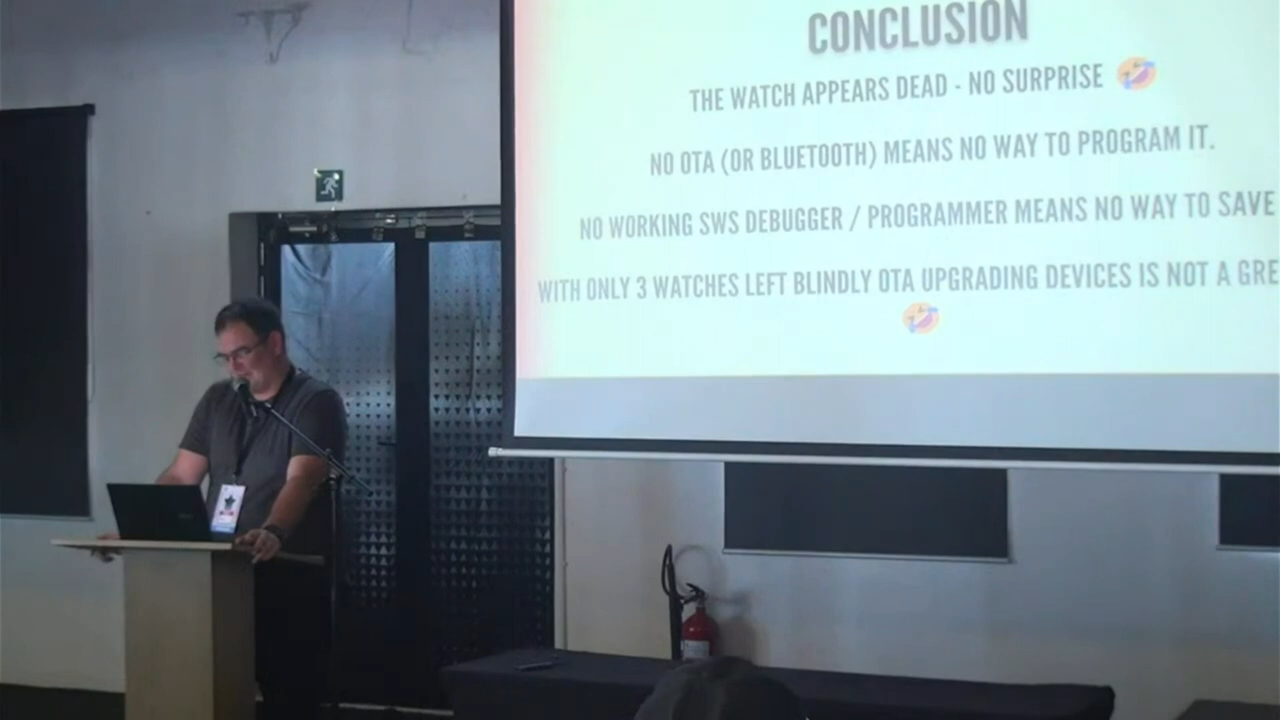 CONCLUSION
THE WATCH APPEARS DEAD - NO SURPRISE 🤣
NO OTA (OR BLUETOOTH) MEANS NO WAY TO PROGRAM IT.
NO WORKING SWS DEBUGGER / PROGRAMMER MEANS NO WAY TO SAVE
WITH ONLY 3 WATCHES LEFT BLINDLY OTA UPGRADING DEVICES IS NOT A GRE
🤣